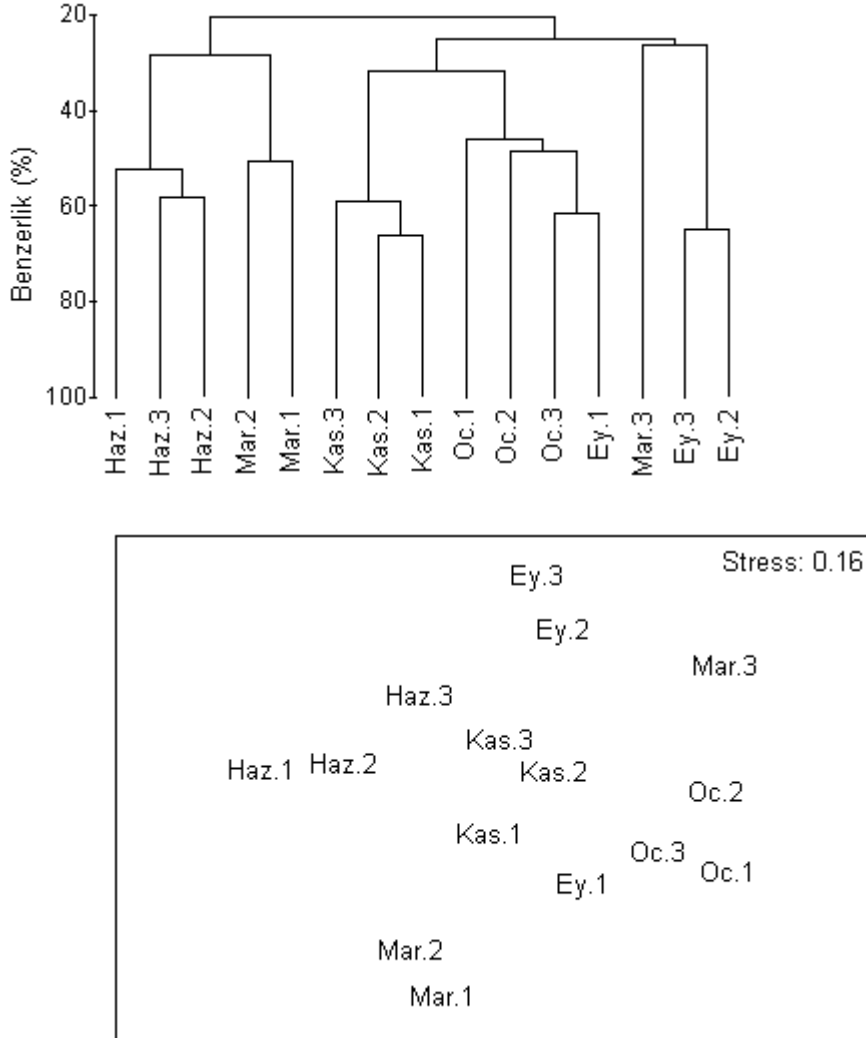 20
40
60
80
100
Benzerlik (%)
Haz.1
Haz.3
Haz.2
Mar.2
Mar.1
Kas.3
Kas.2
Kas.1
Oc.1
Oc.2
Oc.3
Ey.1
Mar.3
Ey.3
Ey.2
Stress: 0.16
Ey.3
Ey.2
Mar.3
Haz.3
Kas.3
Haz.1
Haz.2
Kas.2
Oc.2
Kas.1
Oc.3
Oc.1
Ey.1
Mar.2
Mar.1